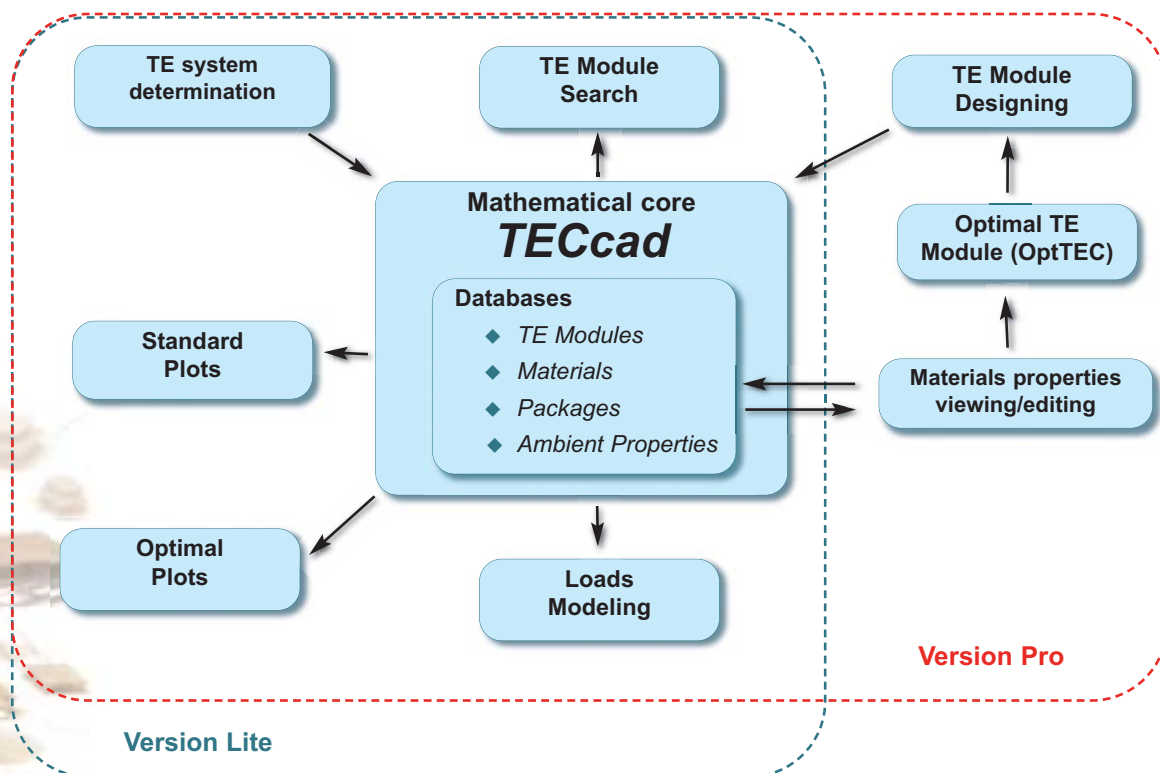 TE system
determination
TE Module
Search
TE Module
Designing
Mathematical core
TECcad
Optimal TE
Module (OptTEC)
Databases
TE Modules
Materials
Packages
Ambient Properties
Standard
Plots
Materials properties
viewing/editing
Optimal
Plots
Loads
Modeling
Version Pro
Version Lite